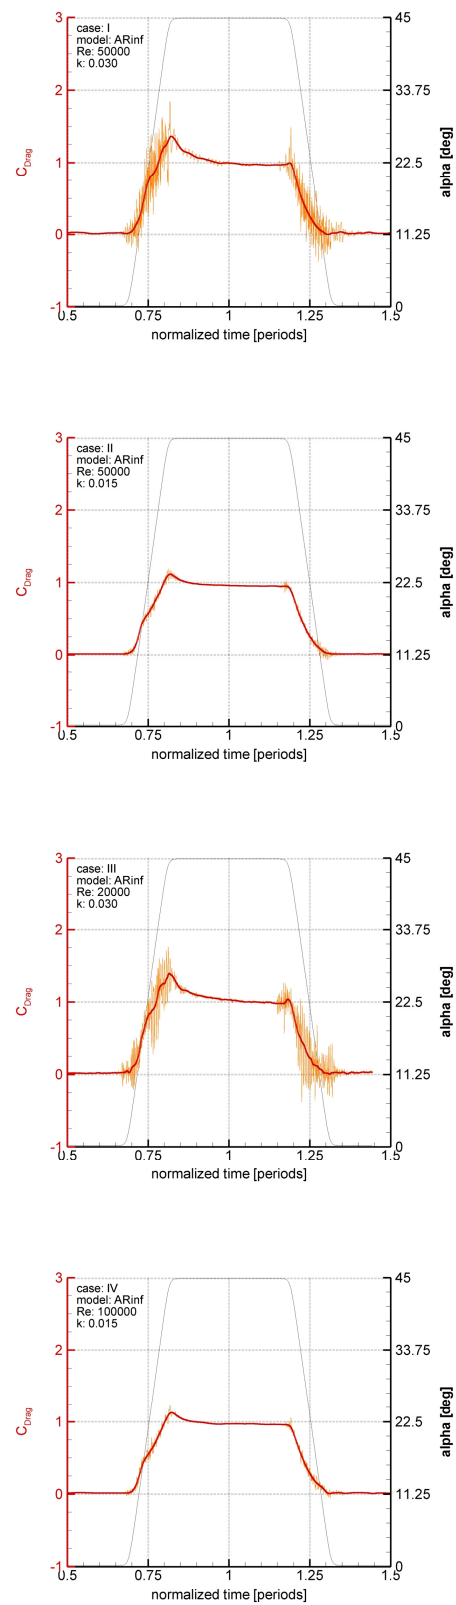 case: I
model: ARinf
Re: 50000
k: 0.030
3
2
1
0
-1
C_Drag
45
33.75
22.5
11.25
0
alpha [deg]
0.5 0.75 1 1.25 1.5
normalized time [periods]
case: II
model: ARinf
Re: 50000
k: 0.015
3
2
1
0
-1
C_Drag
45
33.75
22.5
11.25
0
alpha [deg]
0.5 0.75 1 1.25 1.5
normalized time [periods]
case: III
model: ARinf
Re: 20000
k: 0.030
3
2
1
0
-1
C_Drag
45
33.75
22.5
11.25
0
alpha [deg]
0.5 0.75 1 1.25 1.5
normalized time [periods]
case: IV
model: ARinf
Re: 100000
k: 0.015
3
2
1
0
-1
C_Drag
45
33.75
22.5
11.25
0
alpha [deg]
0.5 0.75 1 1.25 1.5
normalized time [periods]